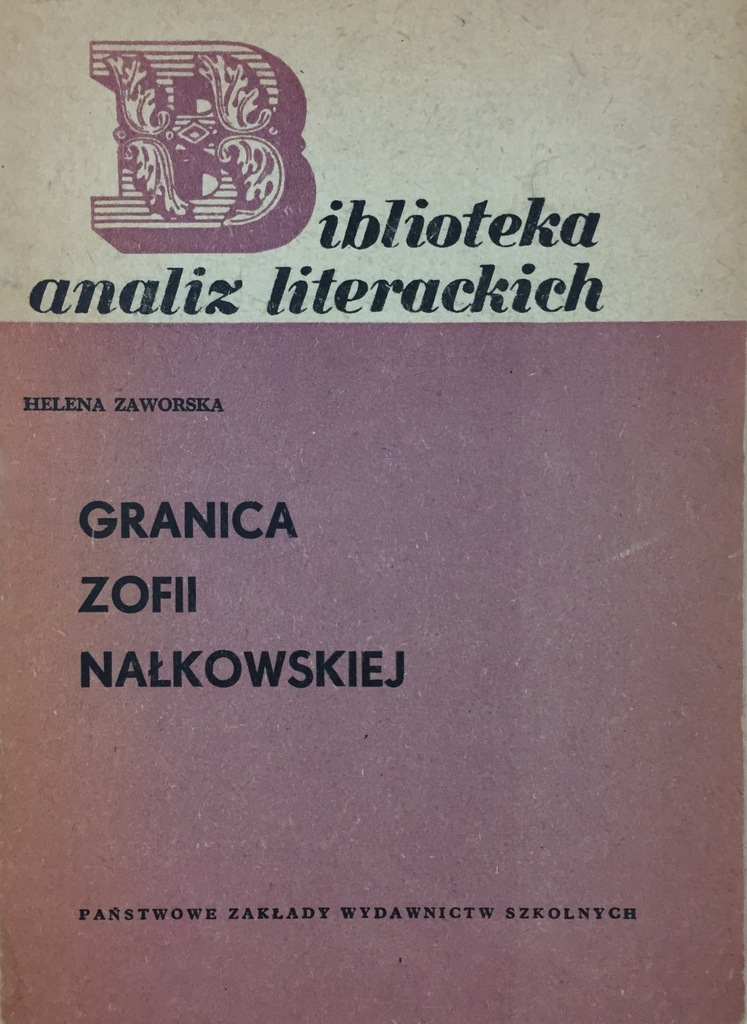 Biblioteka
analiz literackich
HELENA ZAWORSKA
GRANICA
ZOFII
NAŁKOWSKIEJ
PAŃSTWOWE ZAKŁADY WYDAWNICTW SZKOLNYCH